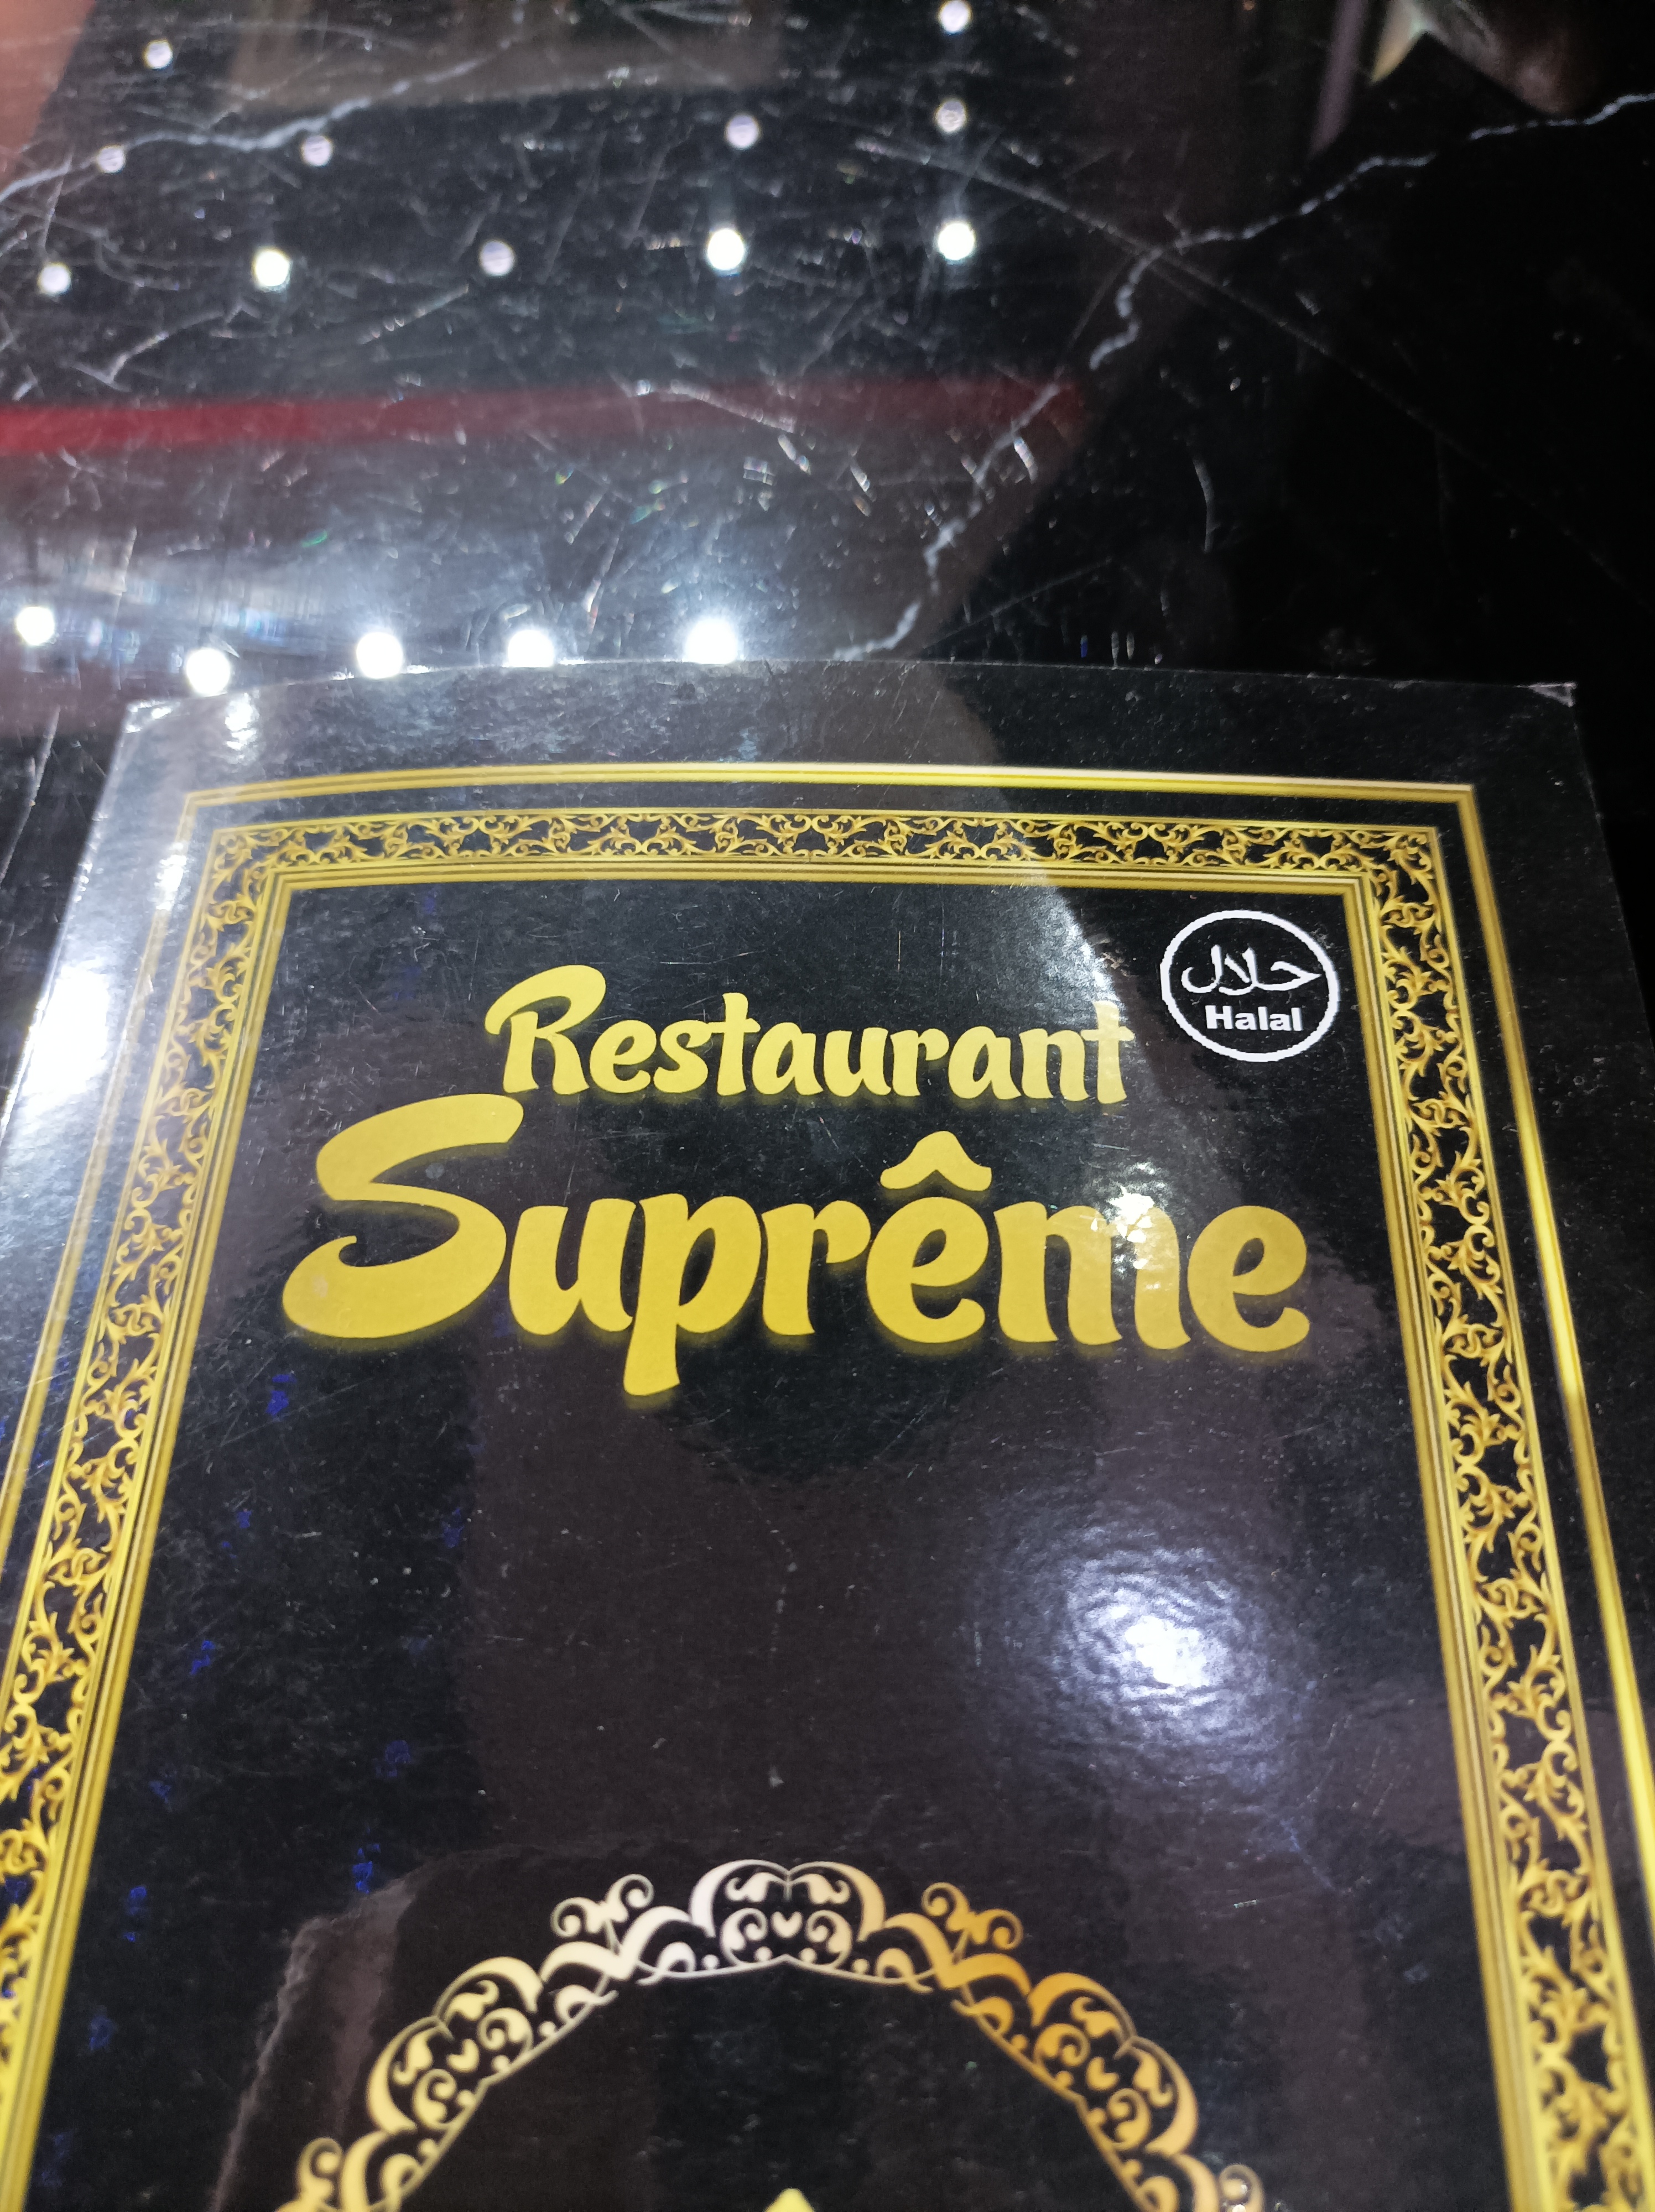 حلال
Halal
Restaurant
Suprême